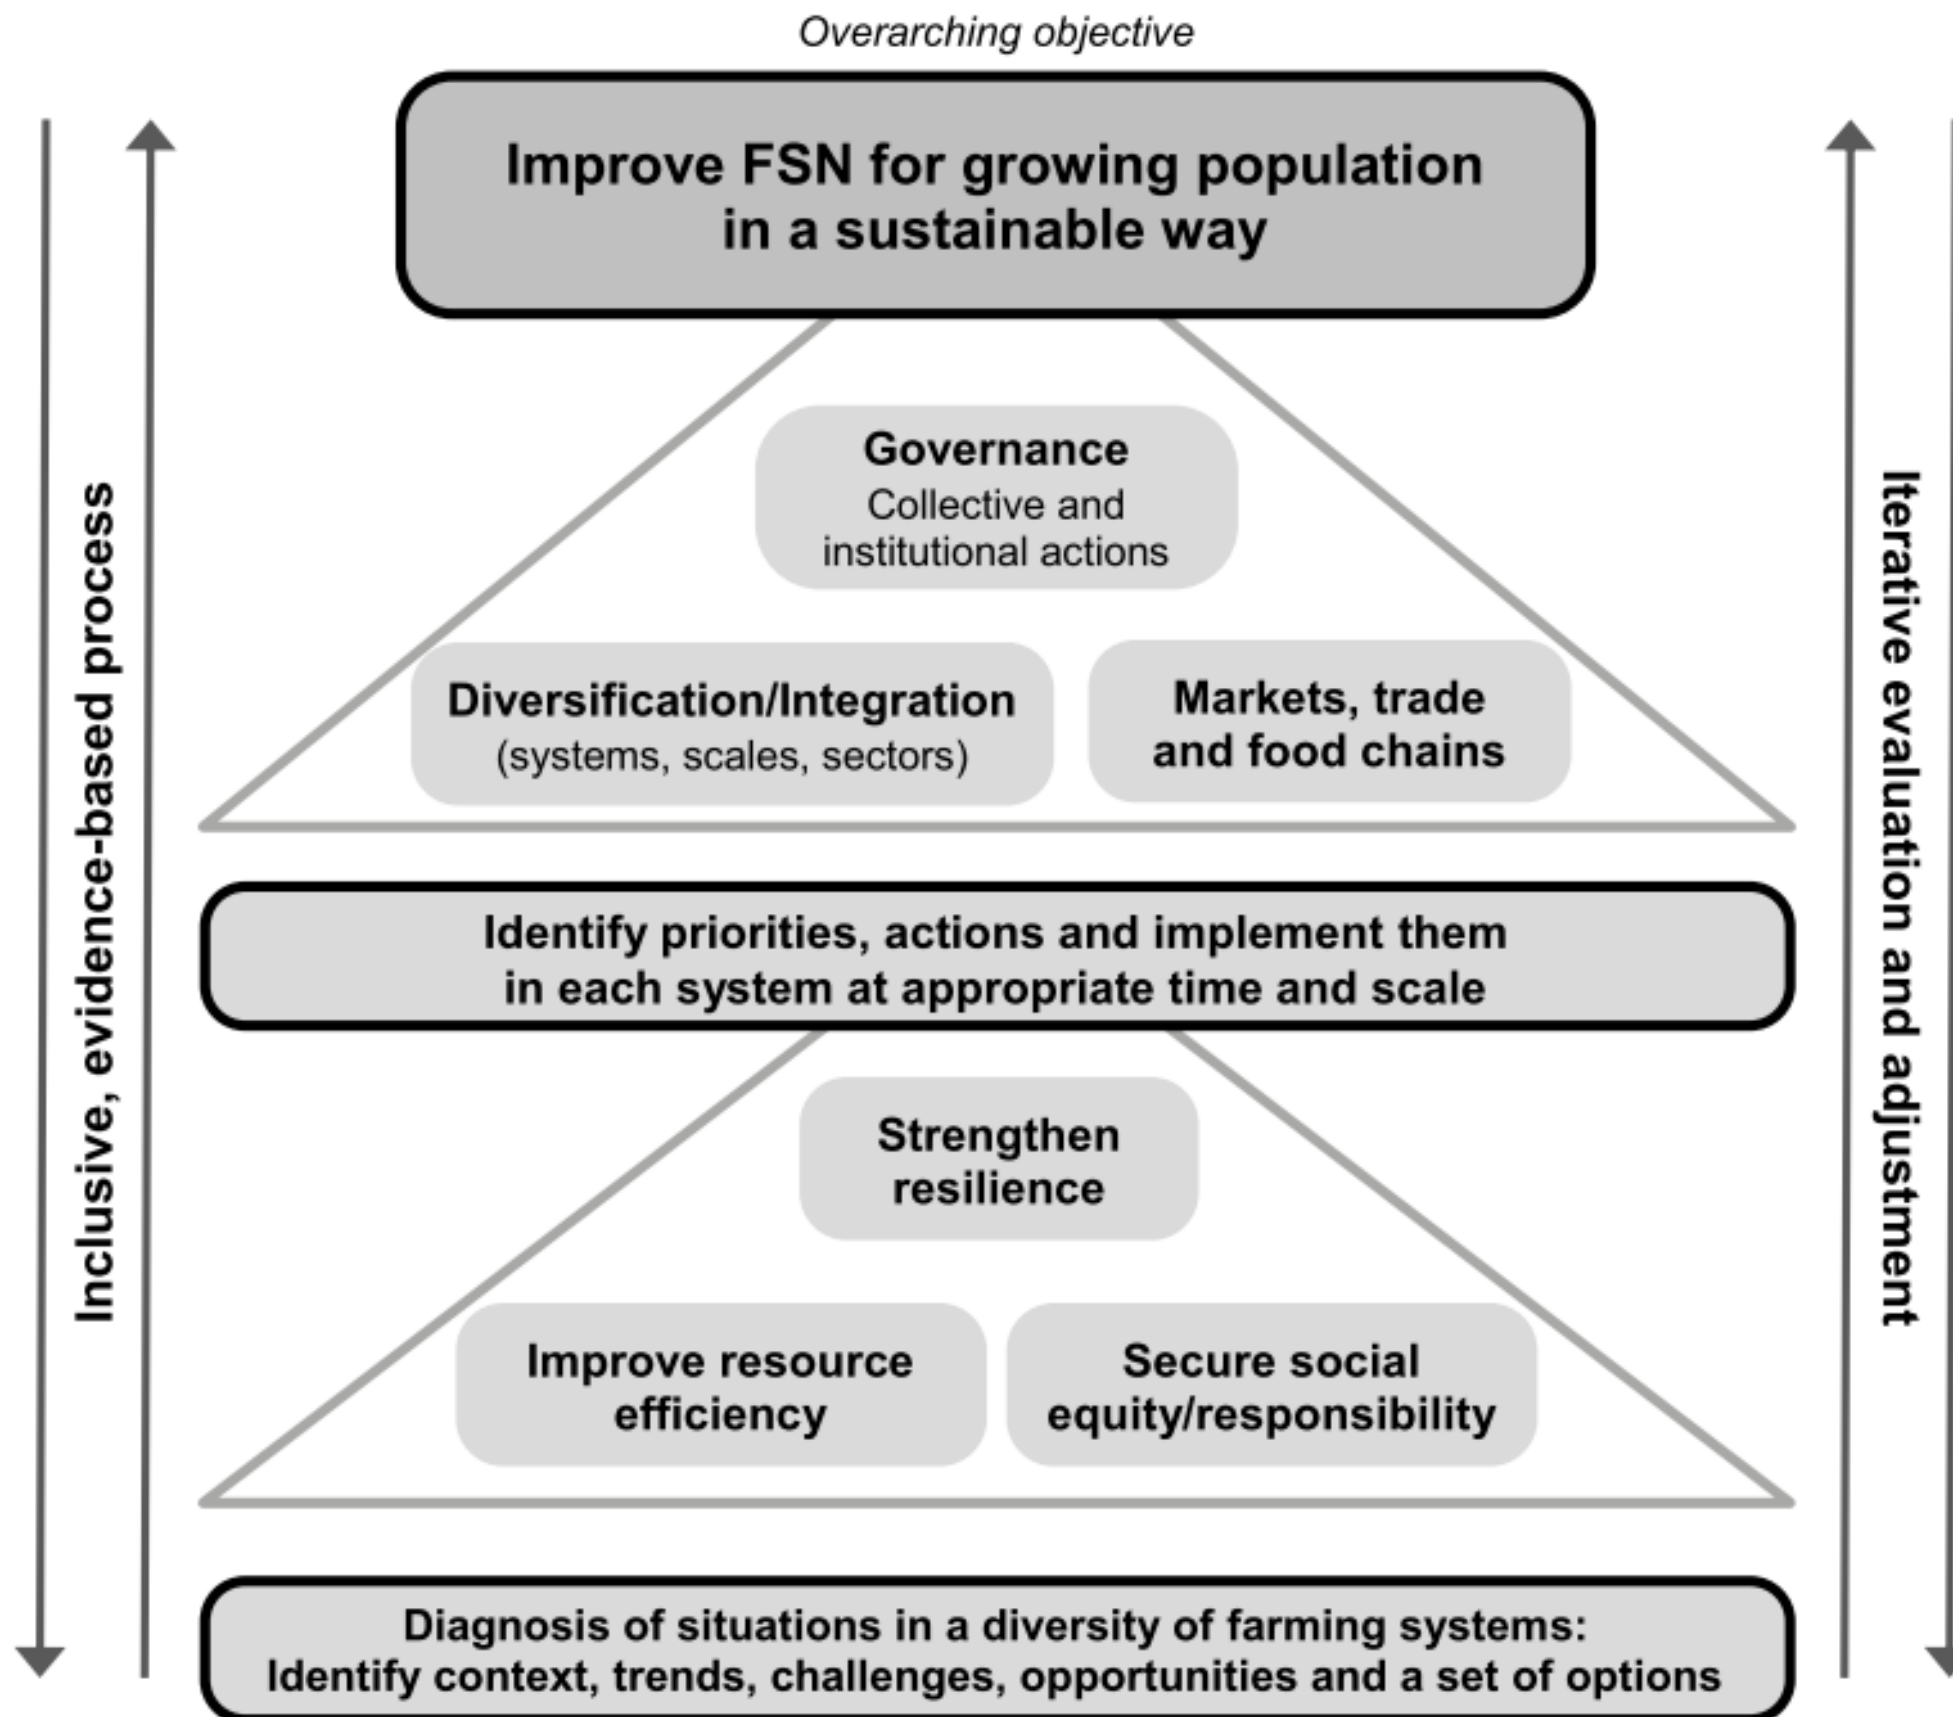 Overarching objective
Improve FSN for growing population
in a sustainable way
Governance
Collective and
institutional actions
Diversification/Integration
(systems, scales, sectors)
Markets, trade
and food chains
Identify priorities, actions and implement them
in each system at appropriate time and scale
Strengthen
resilience
Improve resource
efficiency
Secure social
equity/responsibility
Diagnosis of situations in a diversity of farming systems:
Identify context, trends, challenges, opportunities and a set of options
Inclusive, evidence-based process
Iterative evaluation and adjustment